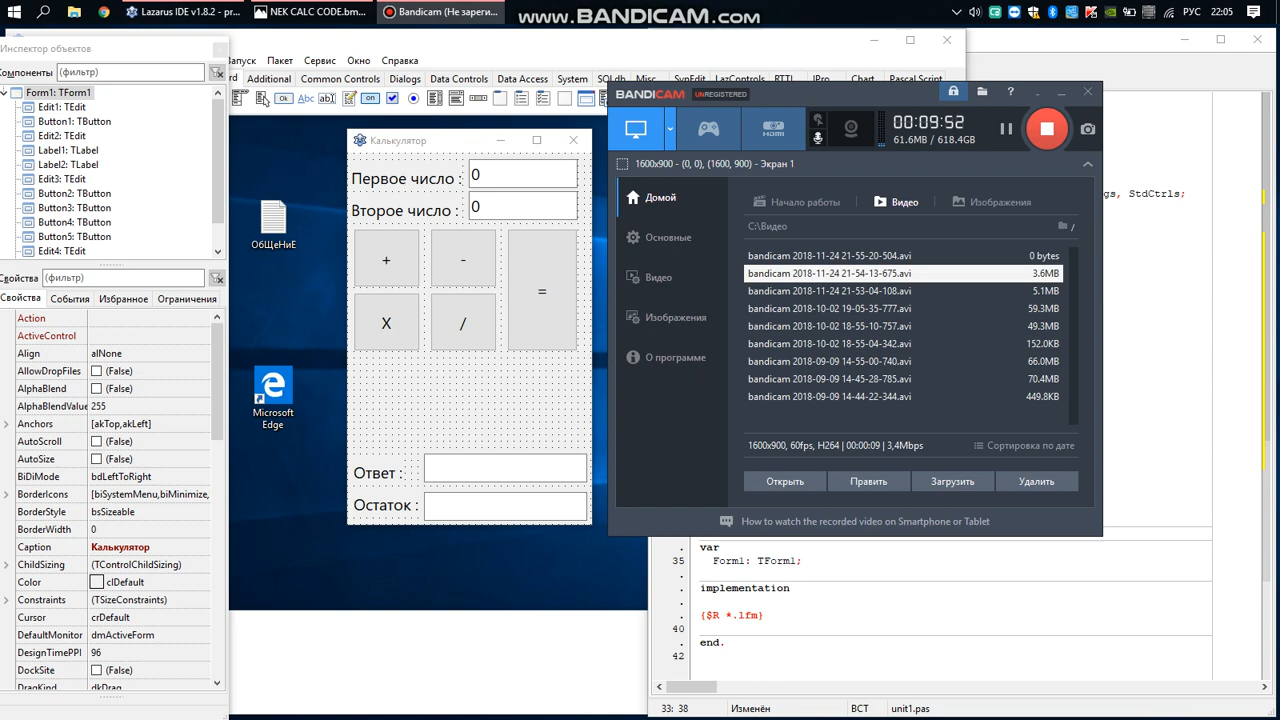 Lazarus IDE v1.8.2 - pr...
NEK CALC CODE.bm...
Bandicam (Не зареги...
www.BANDICAM.com
РУС
22:05
Инспектор объектов
Компоненты
(фильтр)
Form1: TForm1
Edit1: TEdit
Button1: TButton
Edit2: TEdit
Label1: TLabel
Label2: TLabel
Edit3: TEdit
Button2: TButton
Button3: TButton
Button4: TButton
Button5: TButton
Edit4: TEdit
Свойства
(фильтр)
Свойства
События
Избранное
Ограничения
Action
ActiveControl
Align
alNone
AllowDropFiles
(False)
AlphaBlend
(False)
AlphaBlendValue
255
Anchors
[akTop,akLeft]
AutoScroll
(False)
AutoSize
(False)
BiDiMode
bdLeftToRight
BorderIcons
[biSystemMenu,biMinimize,
BorderStyle
bsSizeable
BorderWidth
0
Caption
Калькулятор
ChildSizing
(TControlChildSizing)
Color
clDefault
Constraints
(TSizeConstraints)
Cursor
crDefault
DefaultMonitor
dmActiveForm
DesignTimePPI
96
DockSite
(False)
DragKind
dkDrag
Запуск
Пакет
Сервис
Окно
Справка
Additional
Common Controls
Dialogs
Data Controls
Data Access
System
SQLdb
Misc
SynEdit
LazControls
RTTI
IPro
Chart
Pascal Script
Ok
Abc
on
ОбЩеНиЕ
Microsoft
Edge
Калькулятор
Первое число :
0
Второе число :
0
+
-
=
X
/
Ответ :
Остаток :
BANDICAM
UNREGISTERED
HDMI
00:09:52
61.6MB / 618.4GB
1600x900 - (0, 0), (1600, 900) - Экран 1
Домой
Основные
Видео
Изображения
О программе
Начало работы
Видео
Изображения
C:\Видео
bandicam 2018-11-24 21-55-20-504.avi
0 bytes
bandicam 2018-11-24 21-54-13-675.avi
3.6MB
bandicam 2018-11-24 21-53-04-108.avi
5.1MB
bandicam 2018-10-02 19-05-35-777.avi
59.3MB
bandicam 2018-10-02 18-55-10-757.avi
49.3MB
bandicam 2018-10-02 18-55-04-342.avi
152.0KB
bandicam 2018-09-09 14-55-00-740.avi
66.0MB
bandicam 2018-09-09 14-45-28-785.avi
70.4MB
bandicam 2018-09-09 14-44-22-344.avi
449.8KB
1600x900, 60fps, H264 | 00:00:09 | 3,4Mbps
Сортировка по дате
Открыть
Править
Загрузить
Удалить
How to watch the recorded video on Smartphone or Tablet
gs, StdCtrls;
var
35
Form1: TForm1;
implementation
{$R *.lfm}
40
end.
42
33: 38
Изменён
ВСТ
unit1.pas